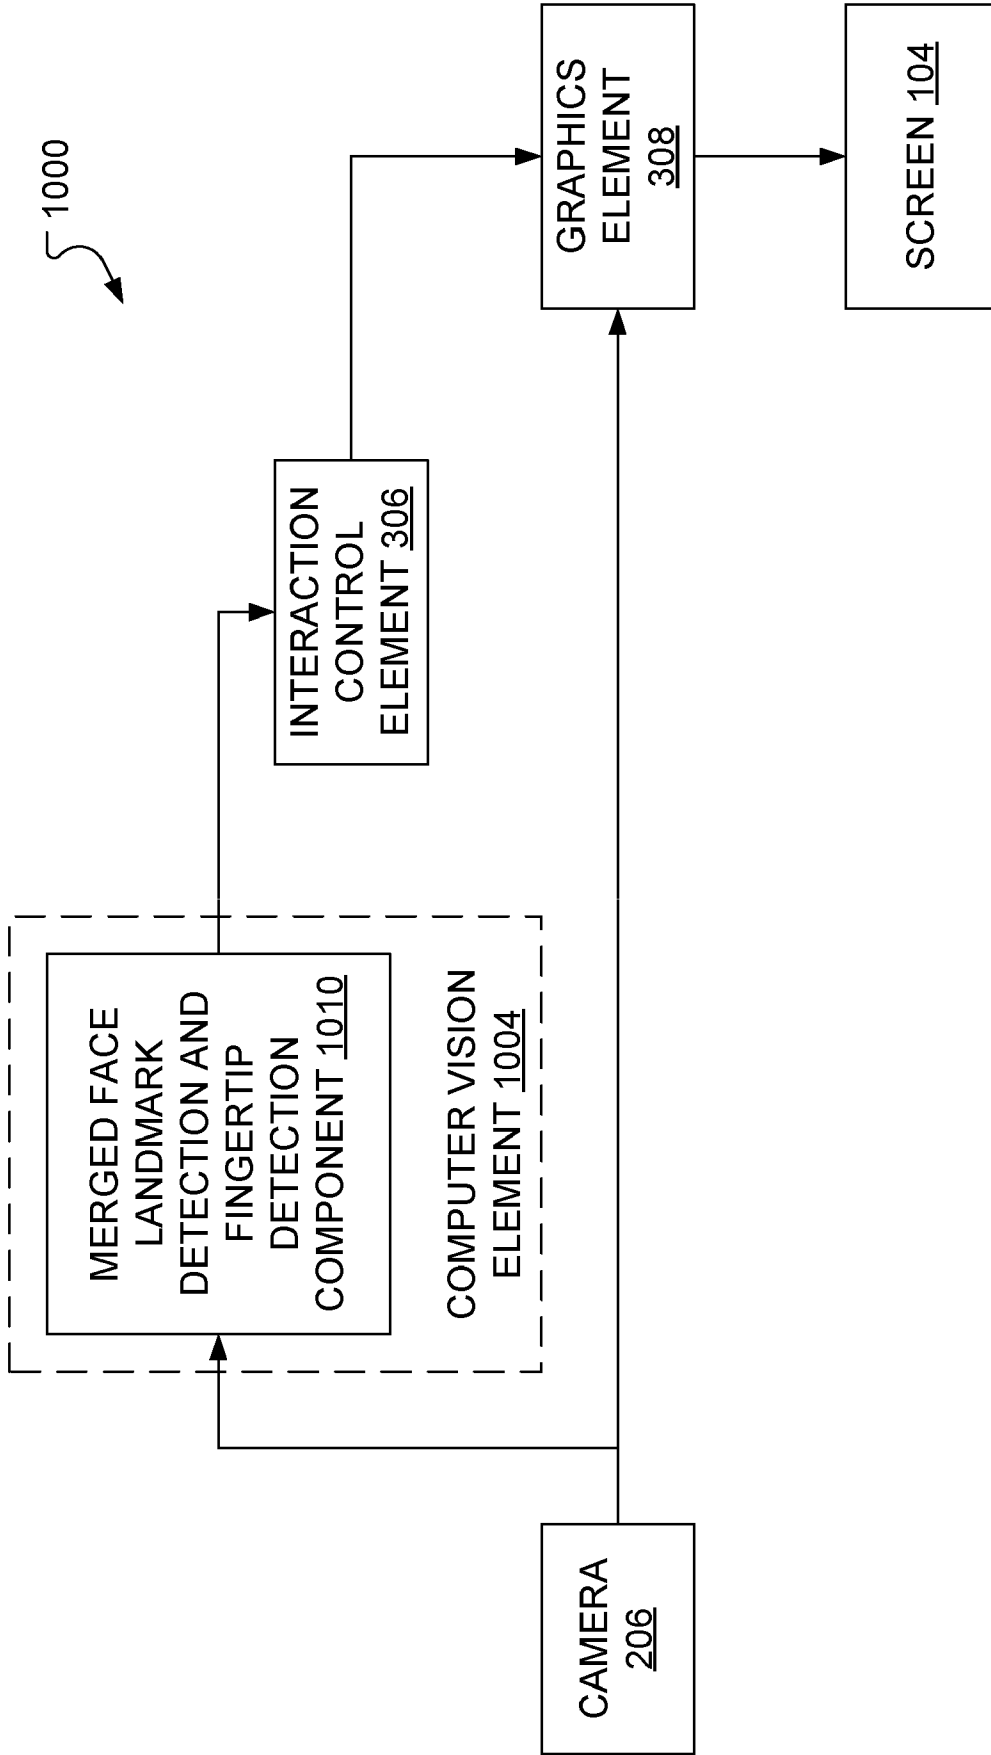 1000
MERGED FACE
LANDMARK
DETECTION AND
FINGERTIP
DETECTION
COMPONENT 1010
COMPUTER VISION
ELEMENT 1004
INTERACTION
CONTROL
ELEMENT 306
CAMERA
206
GRAPHICS
ELEMENT
308
SCREEN 104